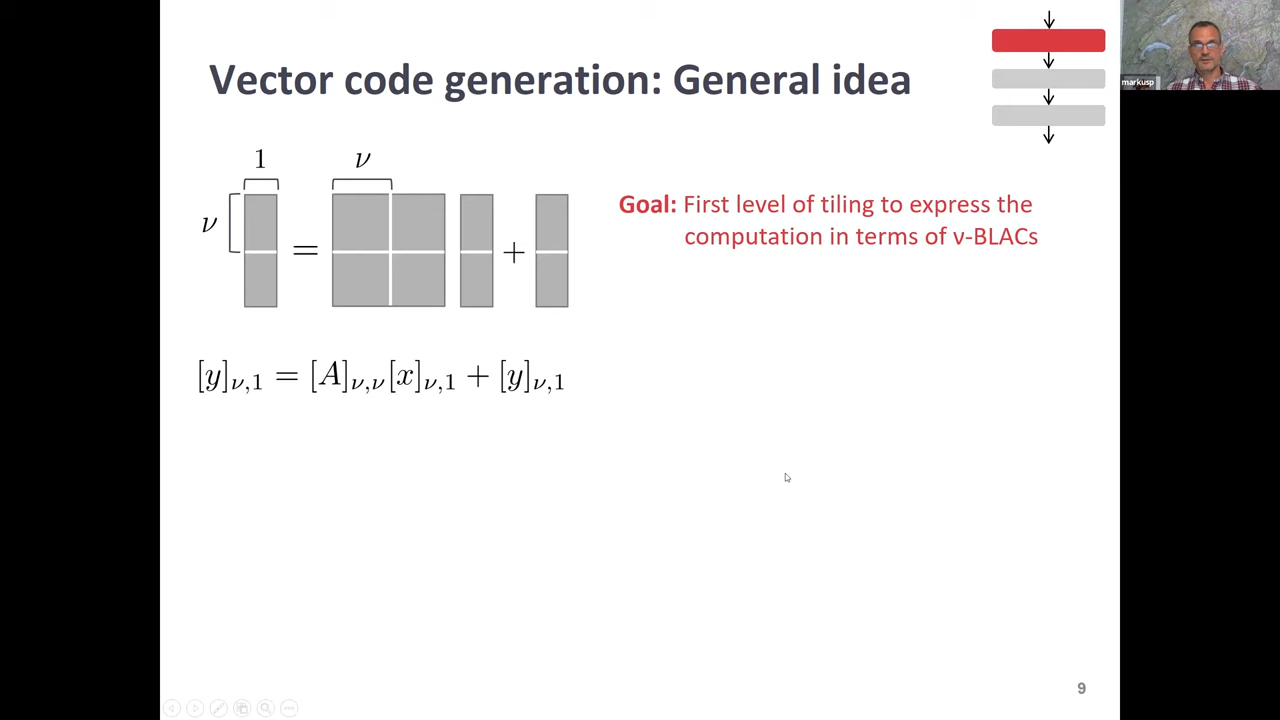 Vector code generation: General idea
markusp
1
ν
ν
=
+
Goal: First level of tiling to express the
computation in terms of ν-BLACs
[y]ν,1 = [A]ν,ν[x]ν,1 + [y]ν,1
9